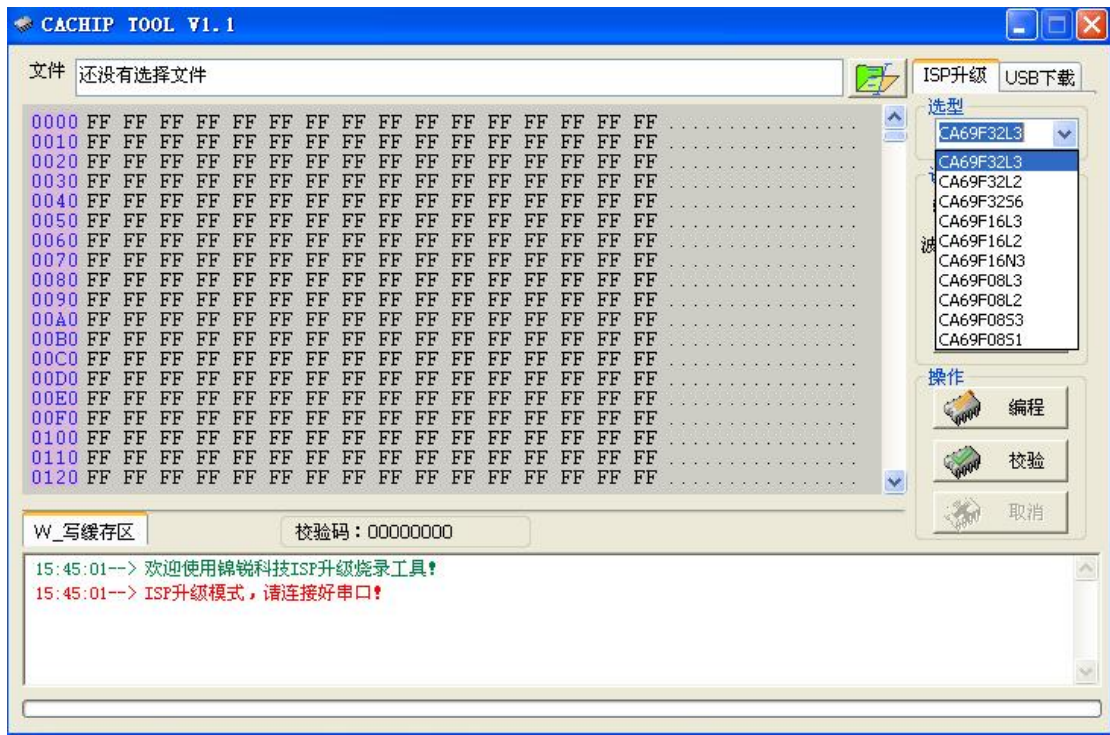 CACHIP TOOL V1.1
文件 还没有选择文件
ISP升级 USB下载
选型
CA69F32L3
CA69F32L3
CA69F32L2
CA69F32S6
CA69F16L3
CA69F16L2
CA69F16N3
CA69F08L3
CA69F08L2
CA69F08S3
CA69F08S1
波
0000 FF FF FF FF FF FF FF FF FF FF FF FF FF FF FF FF ................
0010 FF FF FF FF FF FF FF FF FF FF FF FF FF FF FF FF ................
0020 FF FF FF FF FF FF FF FF FF FF FF FF FF FF FF FF ................
0030 FF FF FF FF FF FF FF FF FF FF FF FF FF FF FF FF ................
0040 FF FF FF FF FF FF FF FF FF FF FF FF FF FF FF FF ................
0050 FF FF FF FF FF FF FF FF FF FF FF FF FF FF FF FF ................
0060 FF FF FF FF FF FF FF FF FF FF FF FF FF FF FF FF ................
0070 FF FF FF FF FF FF FF FF FF FF FF FF FF FF FF FF ................
0080 FF FF FF FF FF FF FF FF FF FF FF FF FF FF FF FF ................
0090 FF FF FF FF FF FF FF FF FF FF FF FF FF FF FF FF ................
00A0 FF FF FF FF FF FF FF FF FF FF FF FF FF FF FF FF ................
00B0 FF FF FF FF FF FF FF FF FF FF FF FF FF FF FF FF ................
00C0 FF FF FF FF FF FF FF FF FF FF FF FF FF FF FF FF ................
00D0 FF FF FF FF FF FF FF FF FF FF FF FF FF FF FF FF ................
00E0 FF FF FF FF FF FF FF FF FF FF FF FF FF FF FF FF ................
00F0 FF FF FF FF FF FF FF FF FF FF FF FF FF FF FF FF ................
0100 FF FF FF FF FF FF FF FF FF FF FF FF FF FF FF FF ................
0110 FF FF FF FF FF FF FF FF FF FF FF FF FF FF FF FF ................
0120 FF FF FF FF FF FF FF FF FF FF FF FF FF FF FF FF ................
操作
编程
校验
取消
W_写缓存区 校验码：00000000
15:45:01--> 欢迎使用锦锐科技ISP升级烧录工具！
15:45:01--> ISP升级模式，请连接好串口！